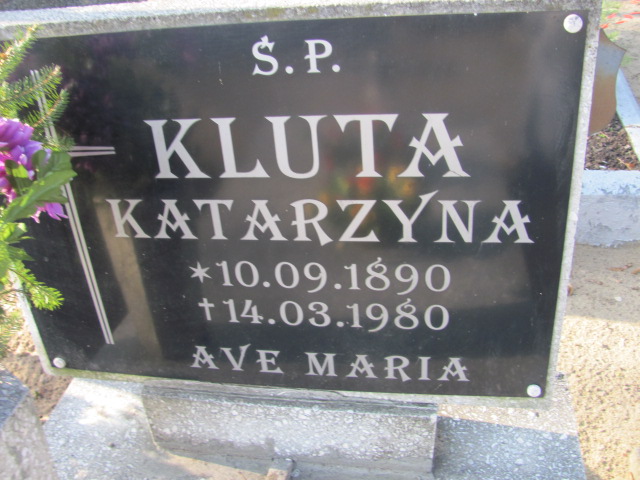 Ś.P.
KLUTA
KATARZYNA
*10.09.1890
†14.03.1980
AVE MARIA